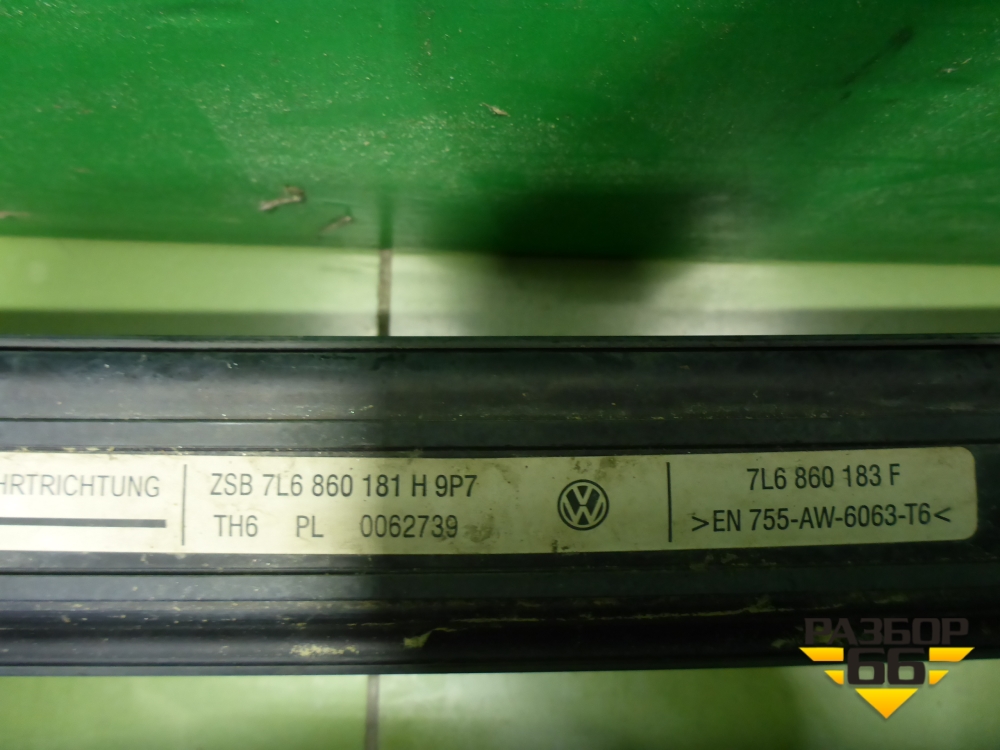 HRTRICHTUNG
ZSB 7L6 860 181 H 9P7
TH6 PL 0062739
7L6 860 183 F
>EN 755-AW-6063-T6<
РАЗБОР
66